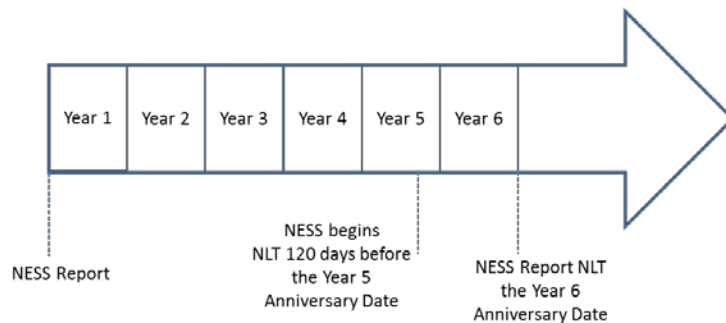 Year 1
Year 2
Year 3
Year 4
Year 5
Year 6
NESS Report
NESS begins
NLT 120 days before
the Year 5
Anniversary Date
NESS Report NLT
the Year 6
Anniversary Date